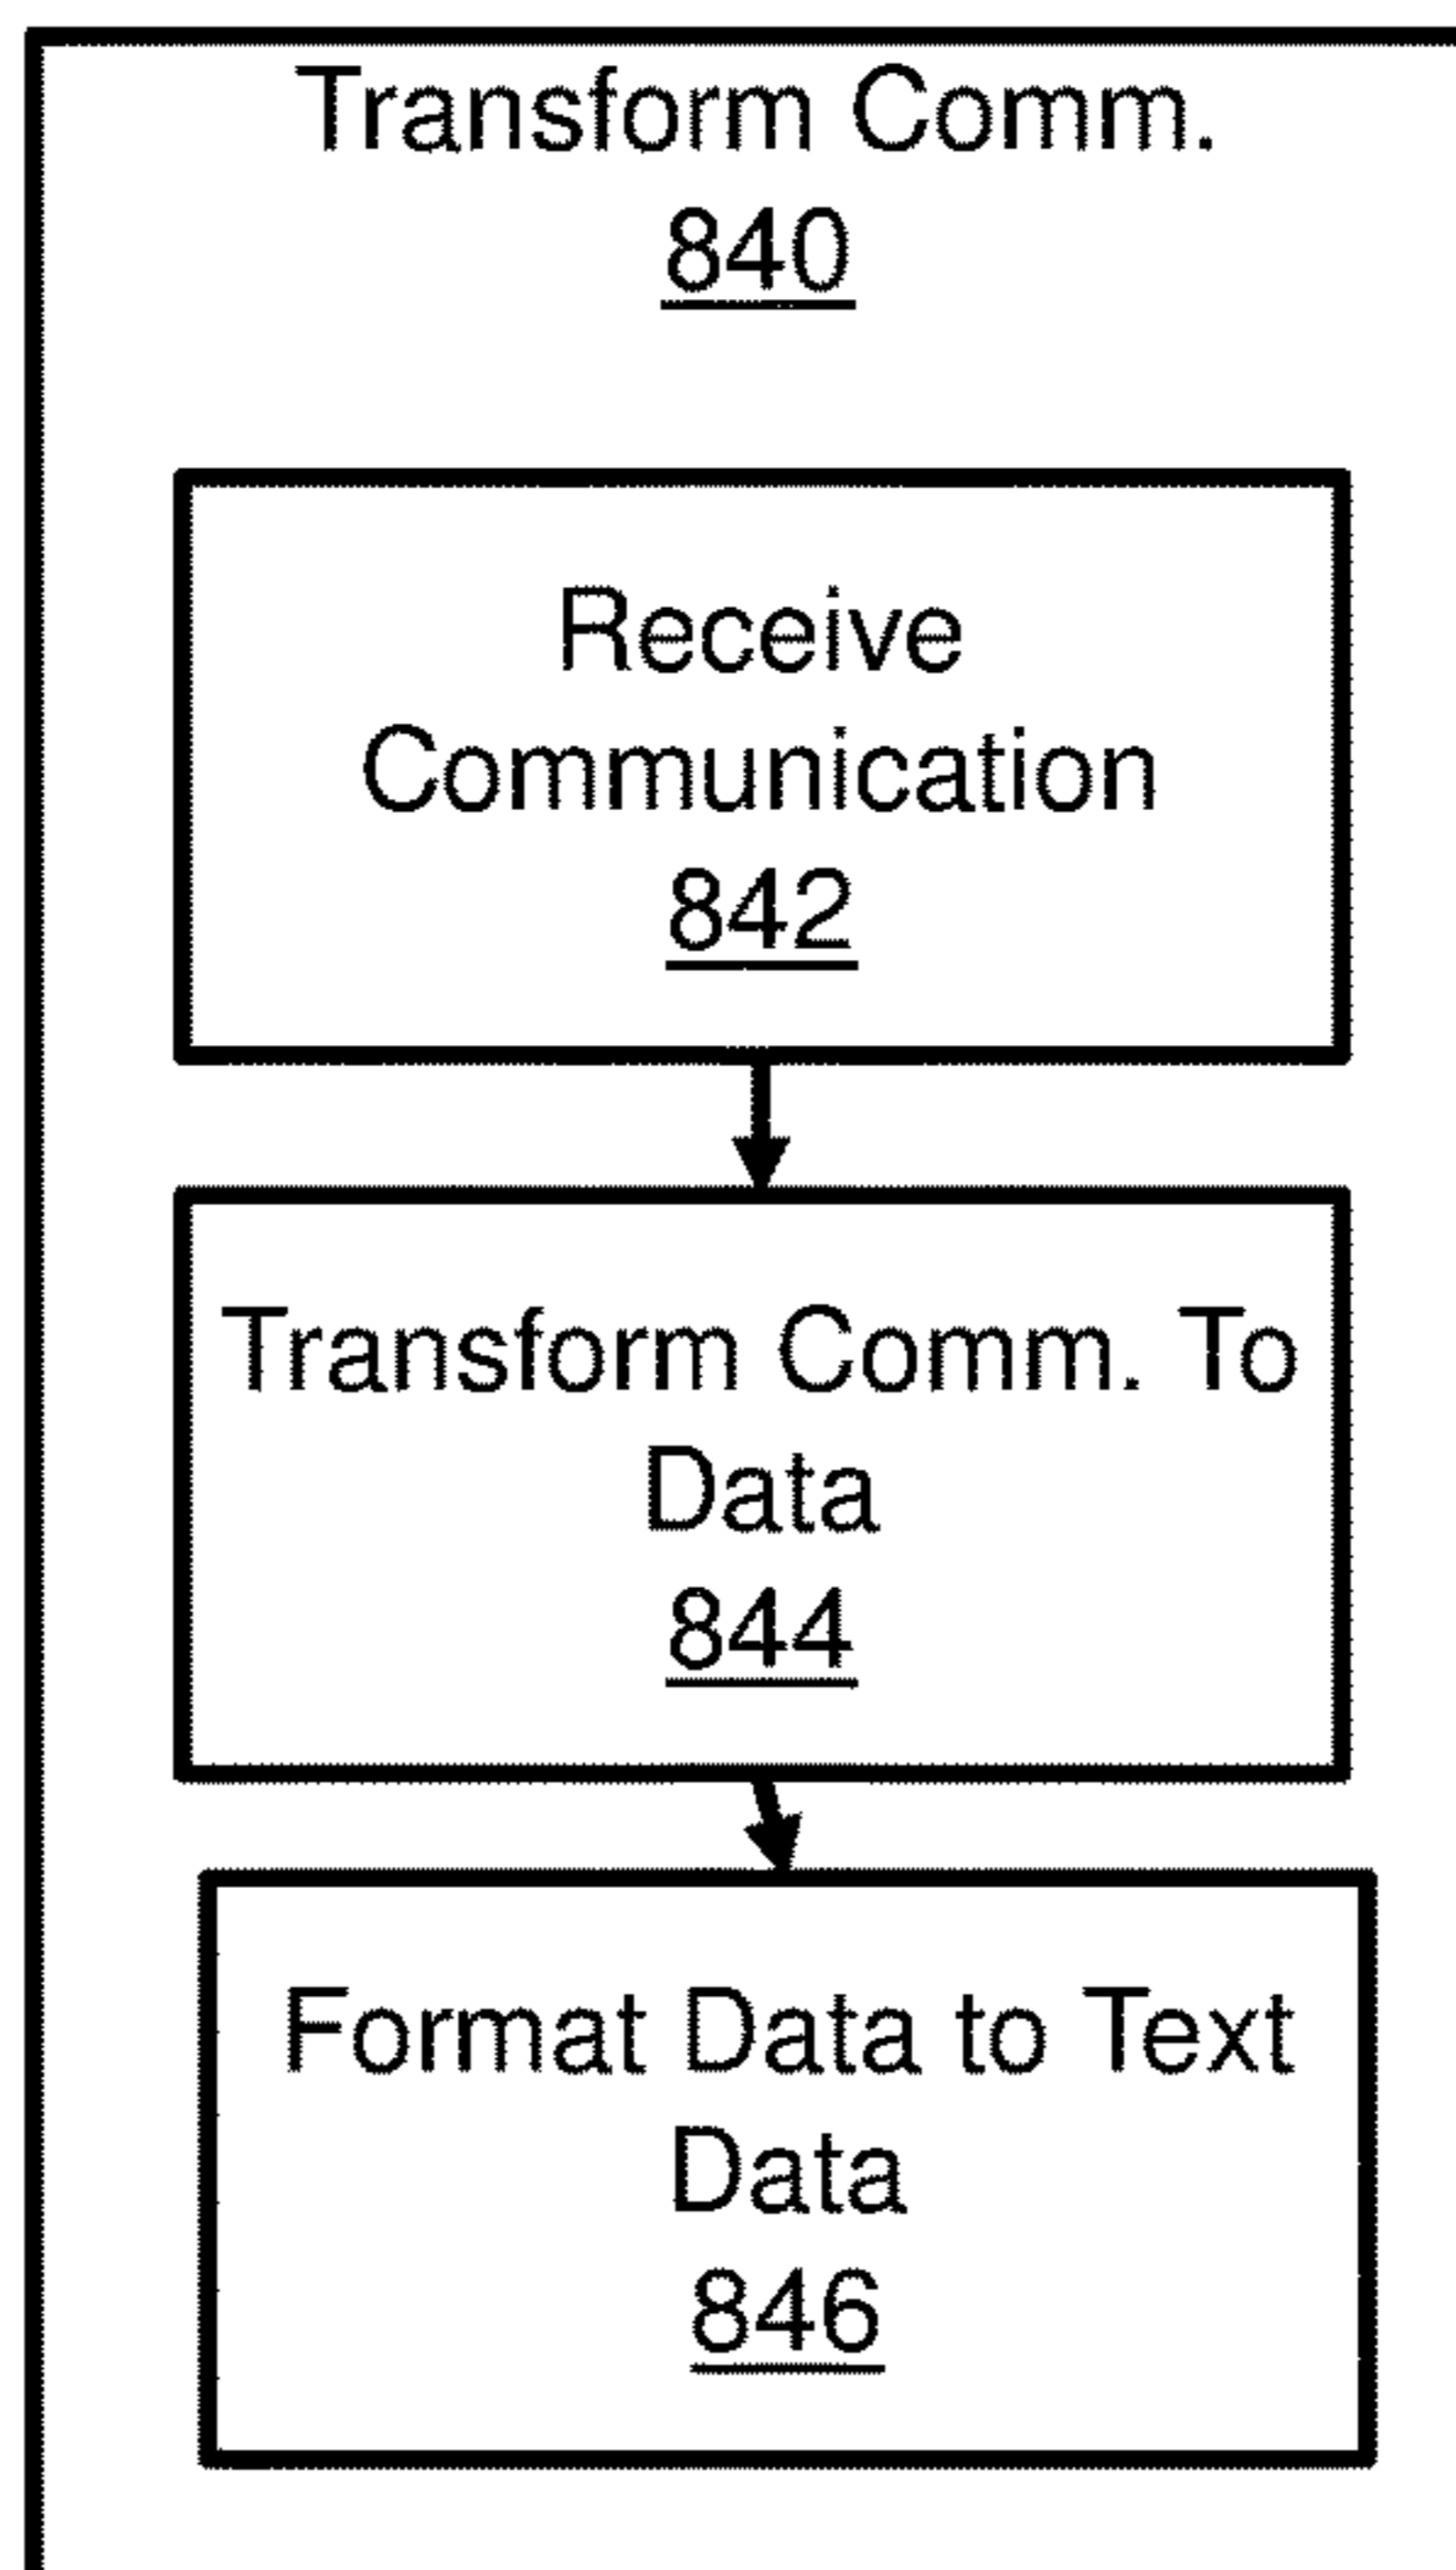 Transform Comm.
840
Receive
Communication
842
Transform Comm. To
Data
844
Format Data to Text
Data
846